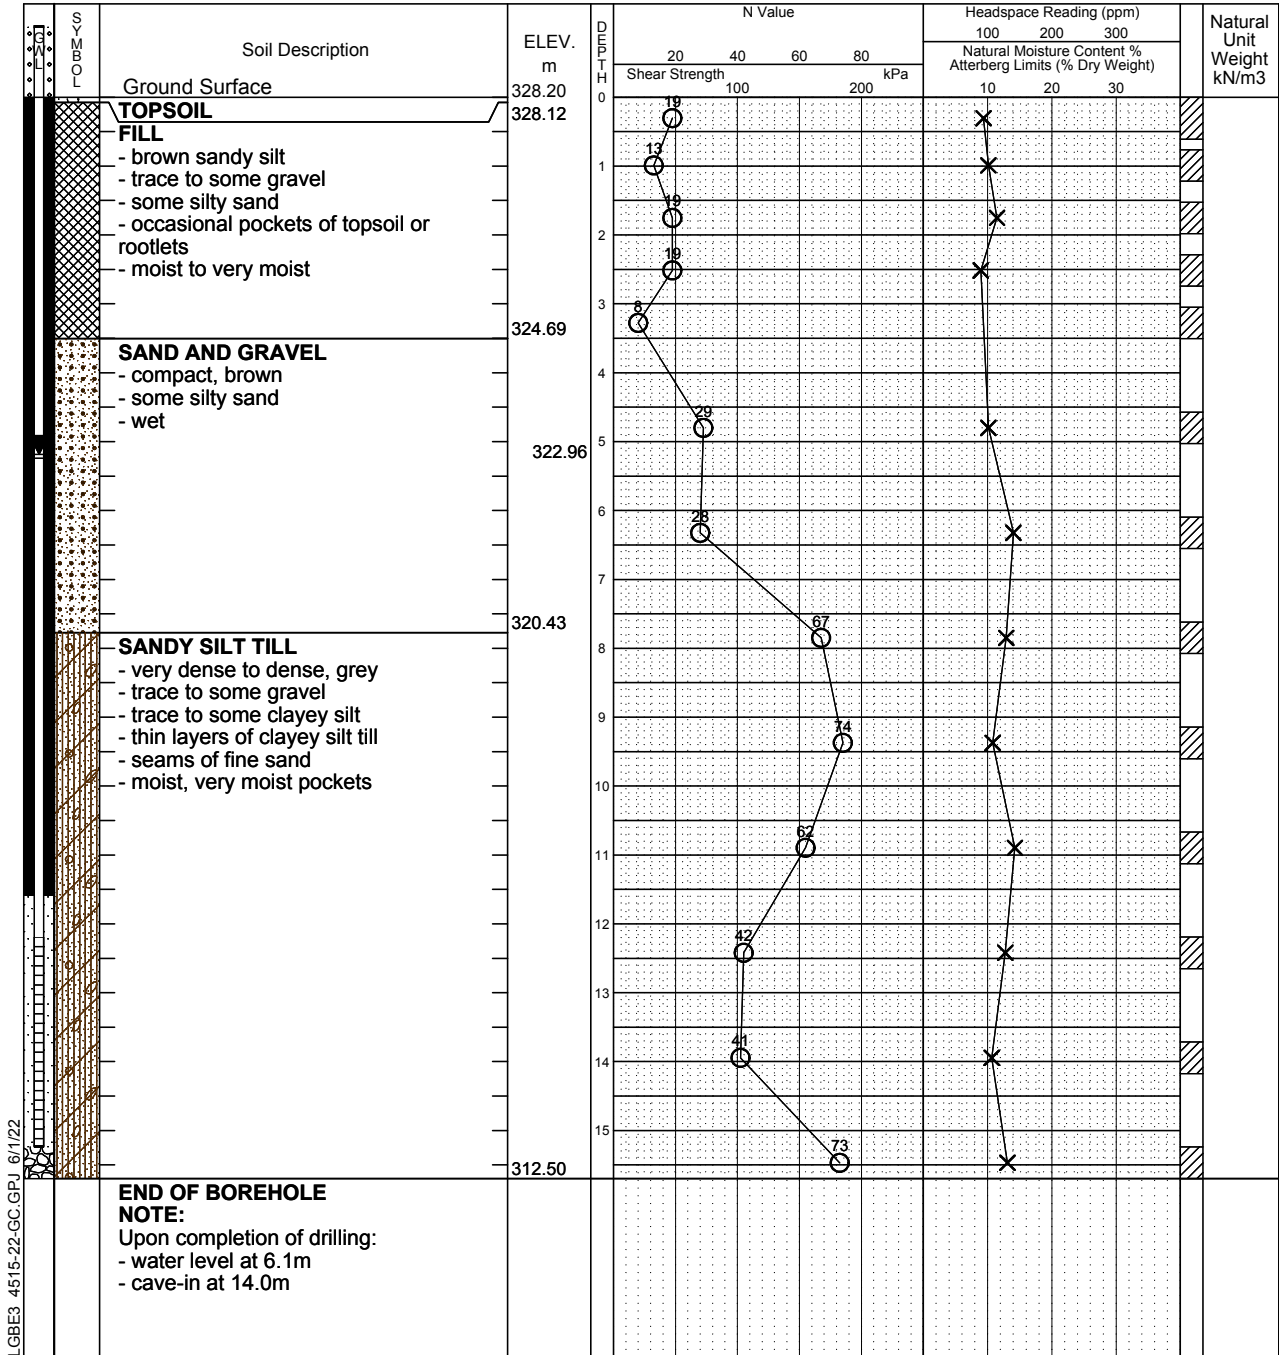 GWL
SYMBOL
Soil Description
ELEV.
m
DEPTH
N Value
20 40 60 80
Shear Strength kPa
100 200
Headspace Reading (ppm)
100 200 300
Natural Moisture Content %
Atterberg Limits (% Dry Weight)
10 20 30
Natural
Unit
Weight
kN/m3
Ground Surface 328.20
0
TOPSOIL 328.12
FILL
- brown sandy silt
- trace to some gravel
- some silty sand
- occasional pockets of topsoil or
rootlets
- moist to very moist
324.69
SAND AND GRAVEL
- compact, brown
- some silty sand
- wet
322.96
320.43
SANDY SILT TILL
- very dense to dense, grey
- trace to some gravel
- trace to some clayey silt
- thin layers of clayey silt till
- seams of fine sand
- moist, very moist pockets
312.50
END OF BOREHOLE
NOTE:
Upon completion of drilling:
- water level at 6.1m
- cave-in at 14.0m
1
2
3
4
5
6
7
8
9
10
11
12
13
14
15
19
13
19
19
8
29
28
67
74
62
42
41
73
LGBE3 4515-22-GC.GPJ 6/1/22